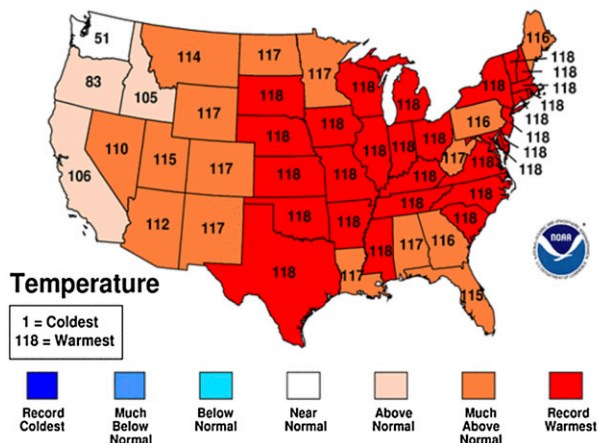 51 114 117 117 116
83 105 117 118 118 118 118 118
118
118
118
110 115 117 118 118 118 118 118 116 118
118
106 118 118 118 117 118 118
118
112 117 118 118 118 118 118
118 118 117 116
NOAA
117 115
Temperature
1 = Coldest
118 = Warmest
Record Coldest
Much Below Normal
Below Normal
Near Normal
Above Normal
Much Above Normal
Record Warmest